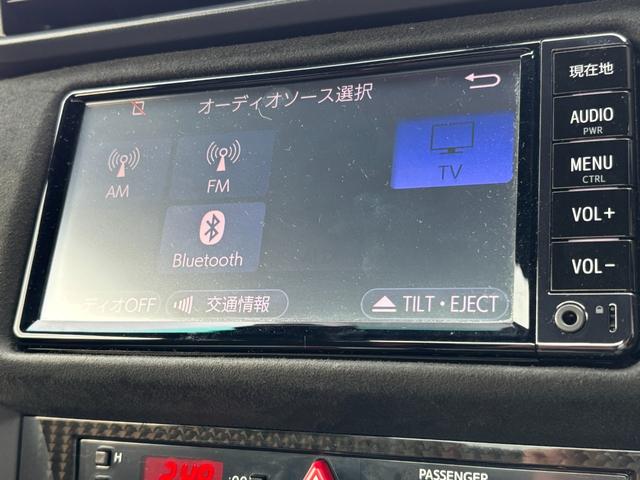 オーディオソース選択
AM
FM
TV
Bluetooth
ディオOFF
交通情報
TILT・EJECT
現在地
AUDIO
PWR
MENU
CTRL
VOL+
VOL-
H
PASSENGER